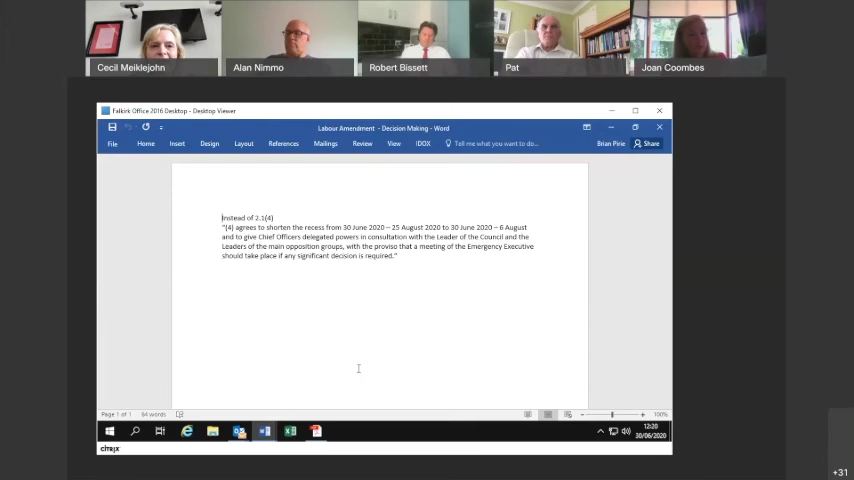 Cecil Meiklejohn
Alan Nimmo
Robert Bissett
Pat
Joan Coombes
Falkirk Office 2016 Desktop - Desktop Viewer
Labour Amendment - Decision Making - Word
File Home Insert Design Layout References Mailings Review View IDOX Tell me what you want to do... Brian Pirie Share
Instead of 2.1(4)
"(4) agrees to shorten the recess from 30 June 2020 – 25 August 2020 to 30 June 2020 – 6 August
and to give Chief Officers delegated powers in consultation with the Leader of the Council and the
Leaders of the main opposition groups, with the proviso that a meeting of the Emergency Executive
should take place if any significant decision is required."
Page 1 of 1 64 words 100%
12:20
30/06/2020
CITRIX
+31